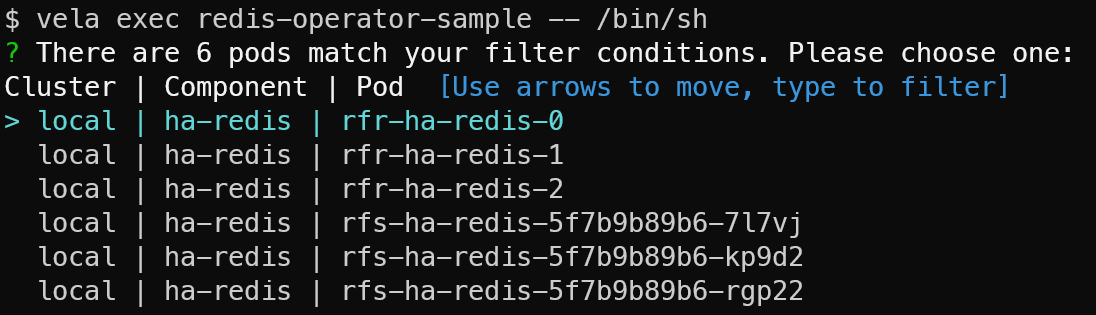 $ vela exec redis-operator-sample -- /bin/sh
? There are 6 pods match your filter conditions. Please choose one:
Cluster | Component | Pod  [Use arrows to move, type to filter]
> local | ha-redis | rfr-ha-redis-0
  local | ha-redis | rfr-ha-redis-1
  local | ha-redis | rfr-ha-redis-2
  local | ha-redis | rfs-ha-redis-5f7b9b89b6-7l7vj
  local | ha-redis | rfs-ha-redis-5f7b9b89b6-kp9d2
  local | ha-redis | rfs-ha-redis-5f7b9b89b6-rgp22